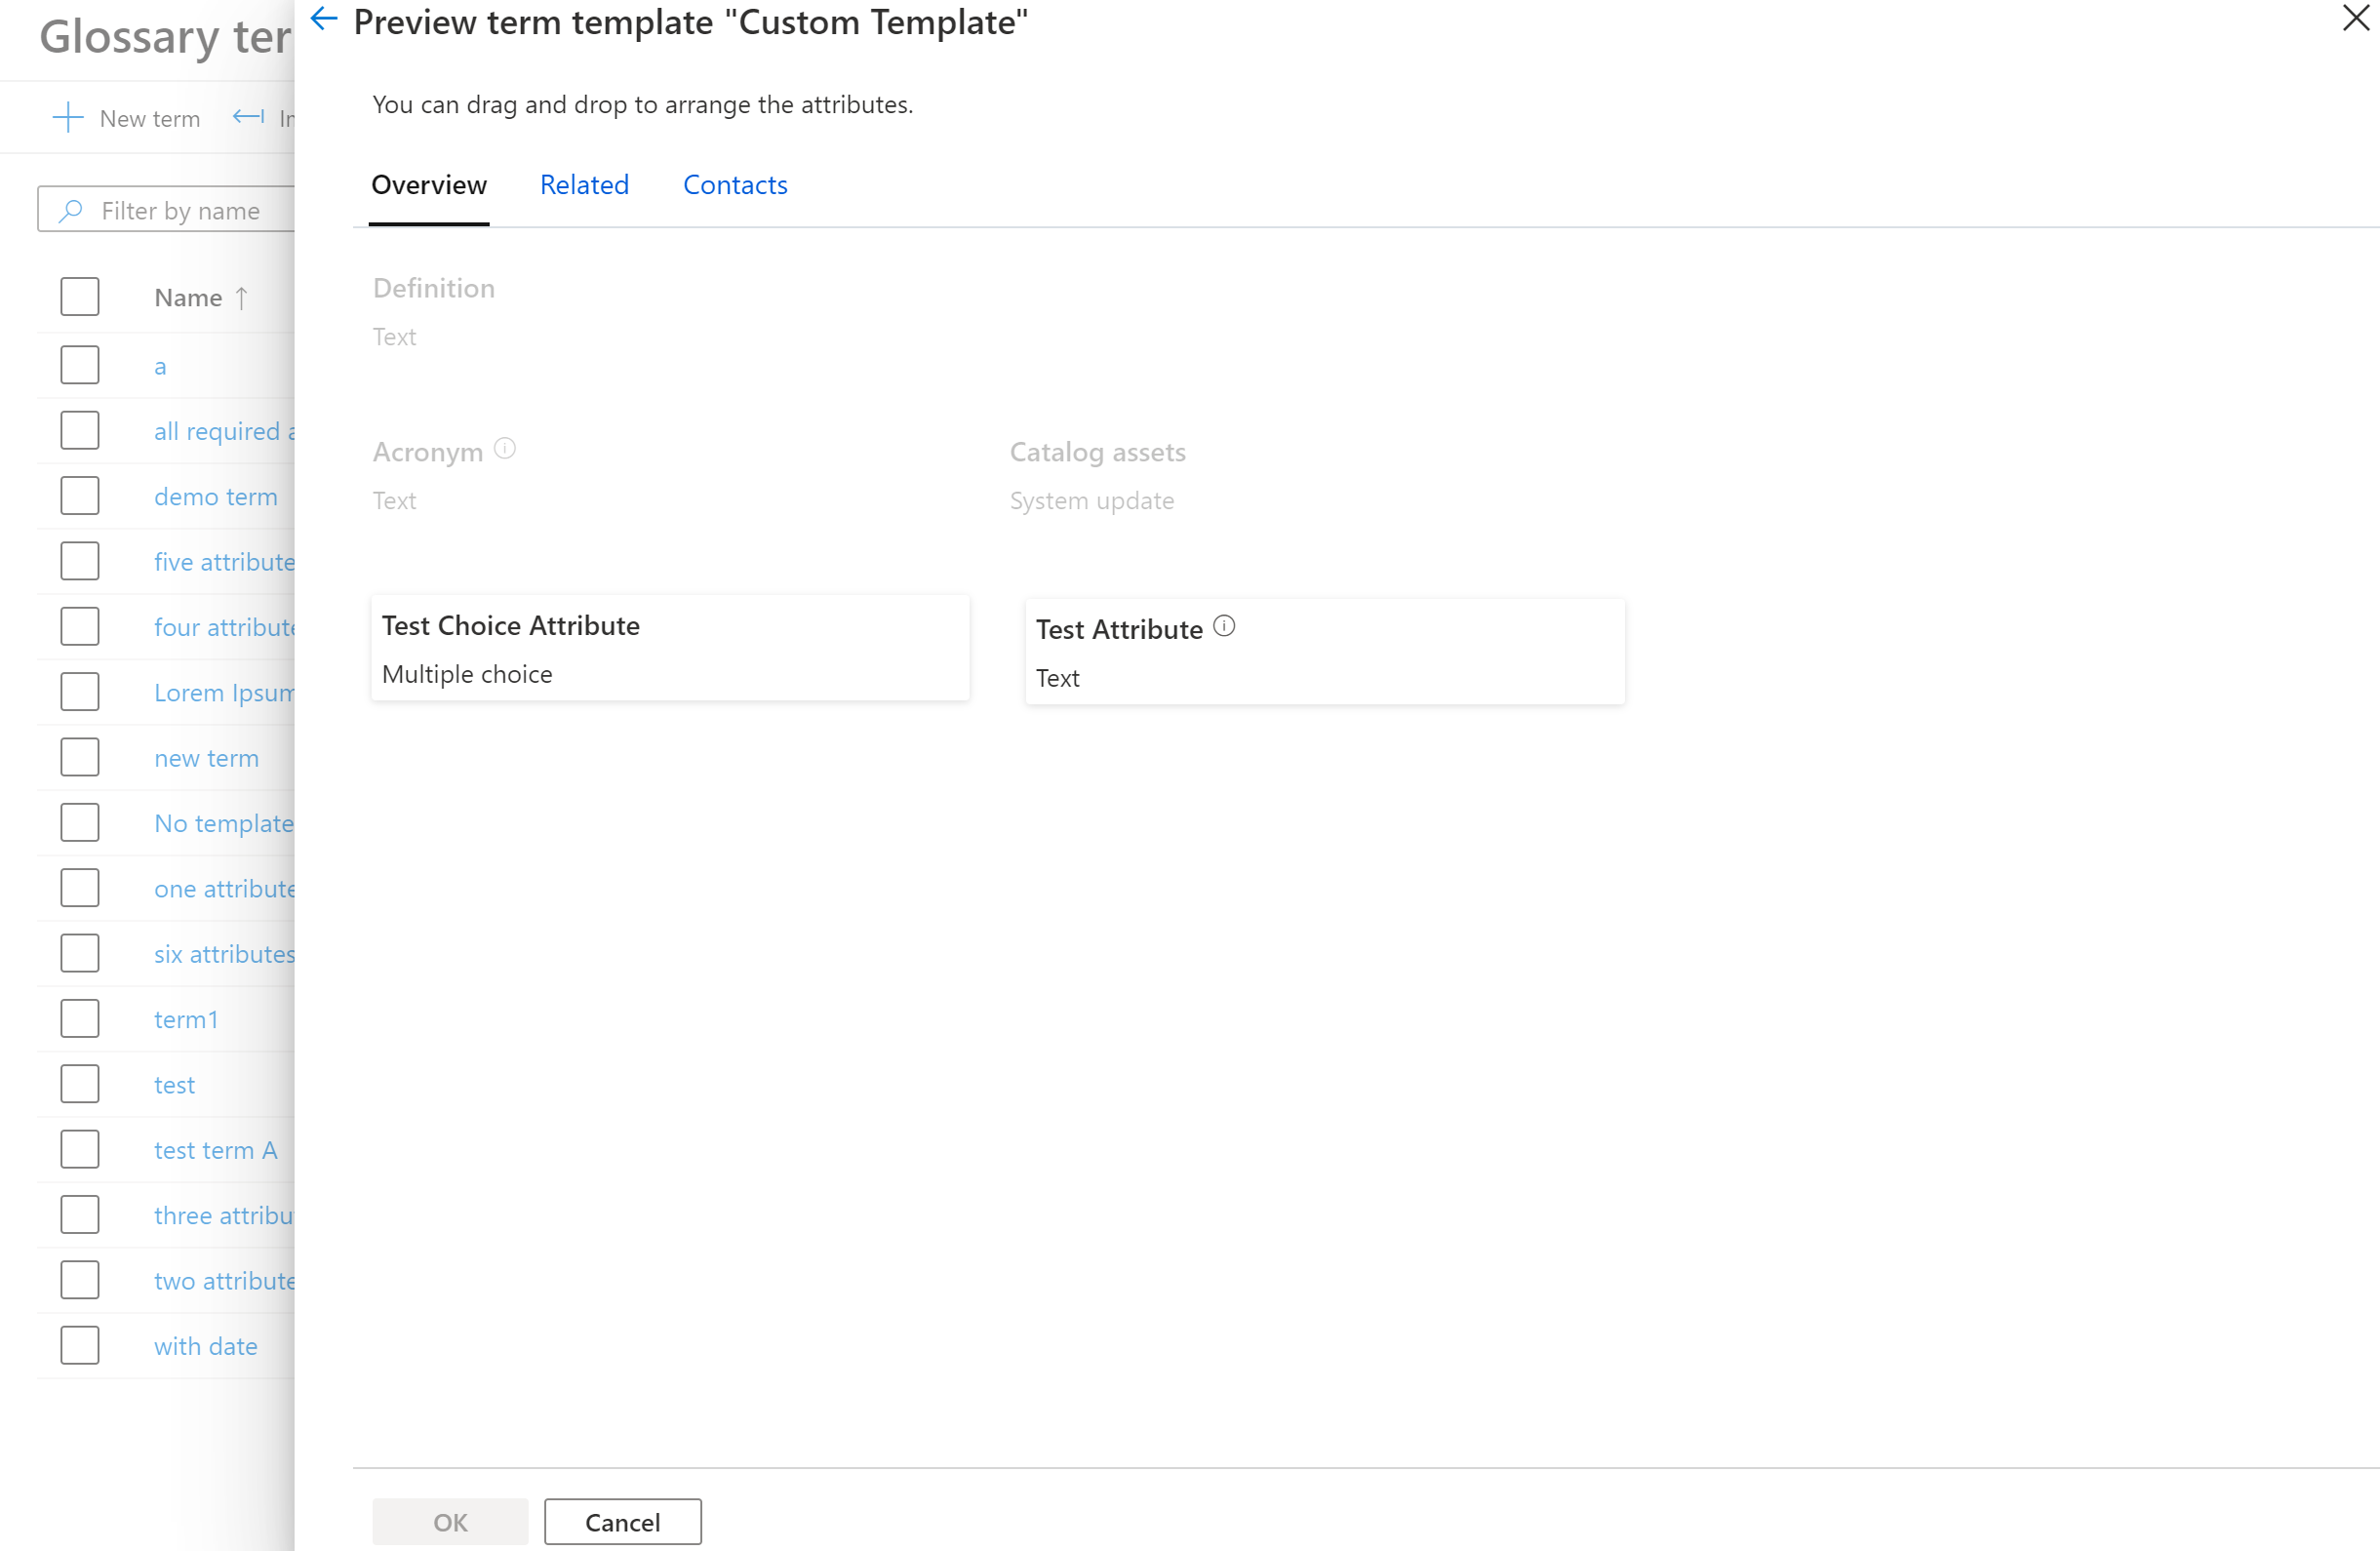 Glossary ter
New term
Filter by name
Name ↑
a
all required a
demo term
five attribute
four attribute
Lorem Ipsum
new term
No template
one attribute
six attributes
term1
test
test term A
three attribu
two attribute
with date
Preview term template "Custom Template"
You can drag and drop to arrange the attributes.
Overview Related Contacts
Definition
Text
Acronym
Text
Catalog assets
System update
Test Choice Attribute
Multiple choice
Test Attribute
Text
OK Cancel